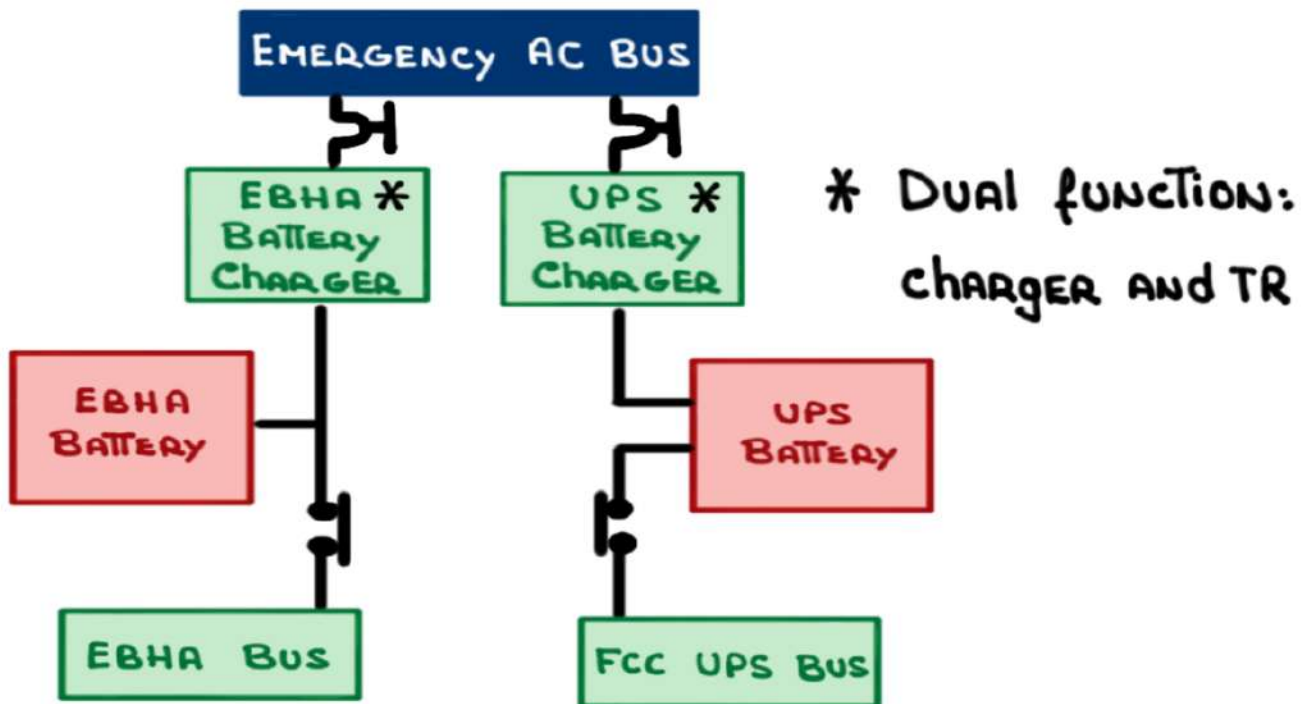 EMERGENCY AC BUS
EBHA *
BATTERY
CHARGER
UPS *
BATTERY
CHARGER
* DUAL fUNCTION:
ChARgER AND TR
EBHA
BATTERY
UPS
BATTERY
EBHA BUS
FCC UPS BUS